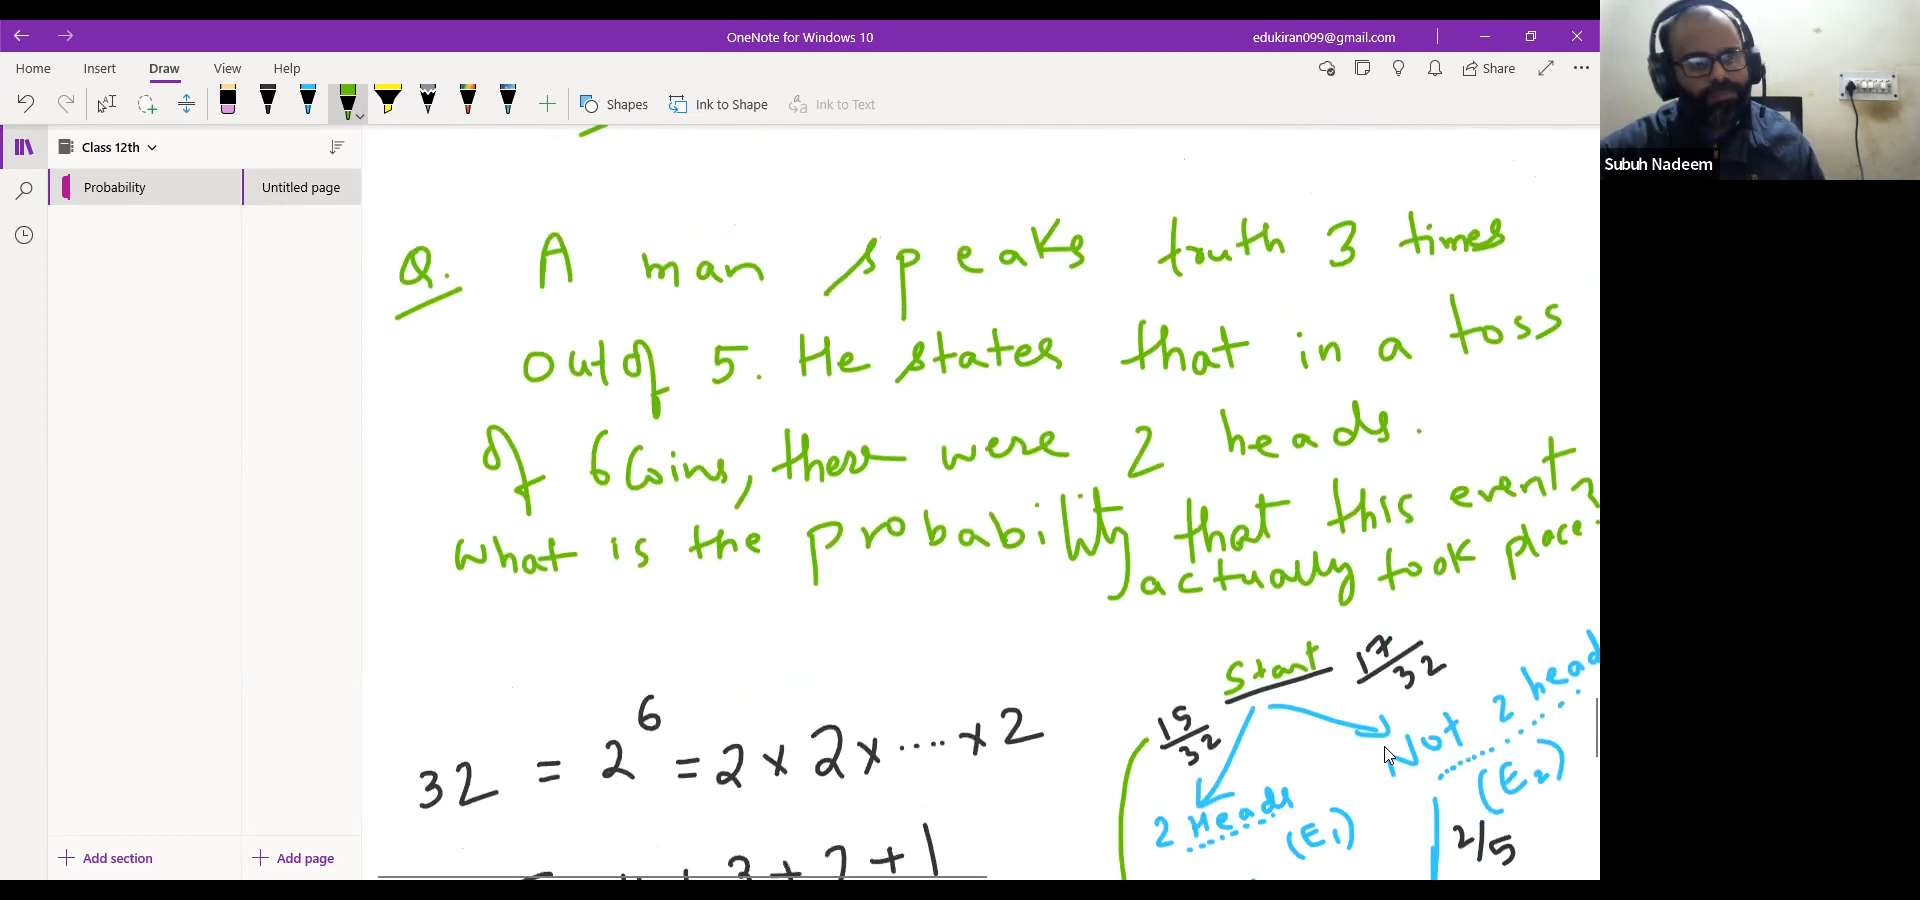 OneNote for Windows 10
edukiran099@gmail.com
Home Insert Draw View Help
Share
Shapes Ink to Shape Ink to Text
Class 12th
Probability
Untitled page
Subuh Nadeem
Q. A man speaks truth 3 times
out of 5. He states that in a toss
of 6 Coins, there were 2 heads.
what is the probability that this event
actually took place?
Start 17/32
15/32
Not 2 head
(E2)
32 = 2^6 = 2 x 2 x ..... x 2
2 Heads
(E1)
2/5
+ 3 + 2 + 1
Add section
Add page